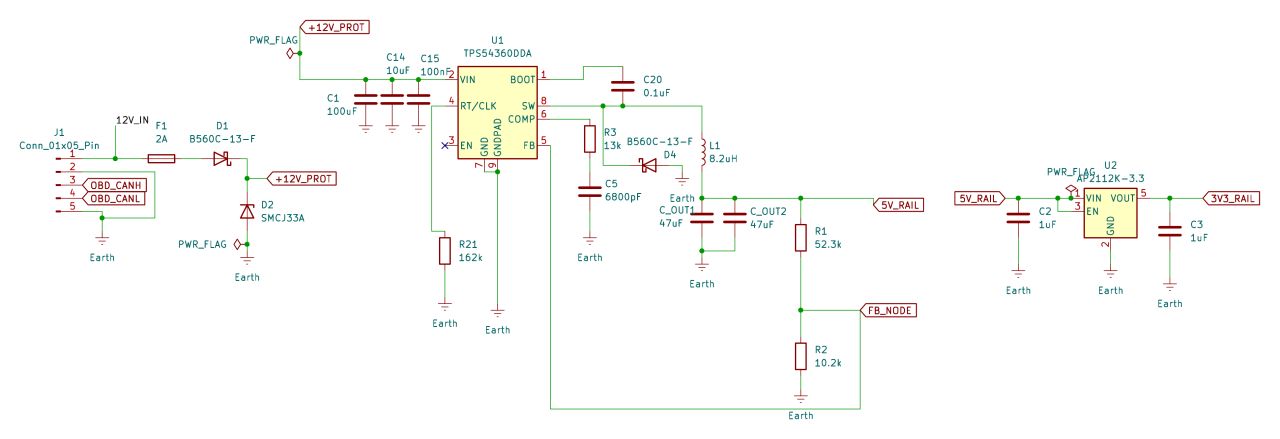 J1
Conn_01x05_Pin
1
2
3
4
5
OBD_CANH
OBD_CANL
Earth
12V_IN
F1
2A
D1
B560C-13-F
+12V_PROT
D2
SMCJ33A
PWR_FLAG
Earth
+12V_PROT
PWR_FLAG
C1
100uF
C14
10uF
C15
100nF
U1
TPS54360DDA
2 VIN
4 RT/CLK
3 EN
BOOT 1
SW 8
COMP 6
FB 5
GND
GNDPAD
7
9
R21
162k
Earth
Earth
C20
0.1uF
R3
13k
C5
6800pF
Earth
B560C-13-F
D4
Earth
L1
8.2uH
C_OUT1
47uF
C_OUT2
47uF
Earth
5V_RAIL
R1
52.3k
FB_NODE
R2
10.2k
Earth
5V_RAIL
C2
1uF
Earth
PWR_FLAG
U2
AP2112K-3.3
1 VIN
3 EN
VOUT 5
GND
2
Earth
3V3_RAIL
C3
1uF
Earth